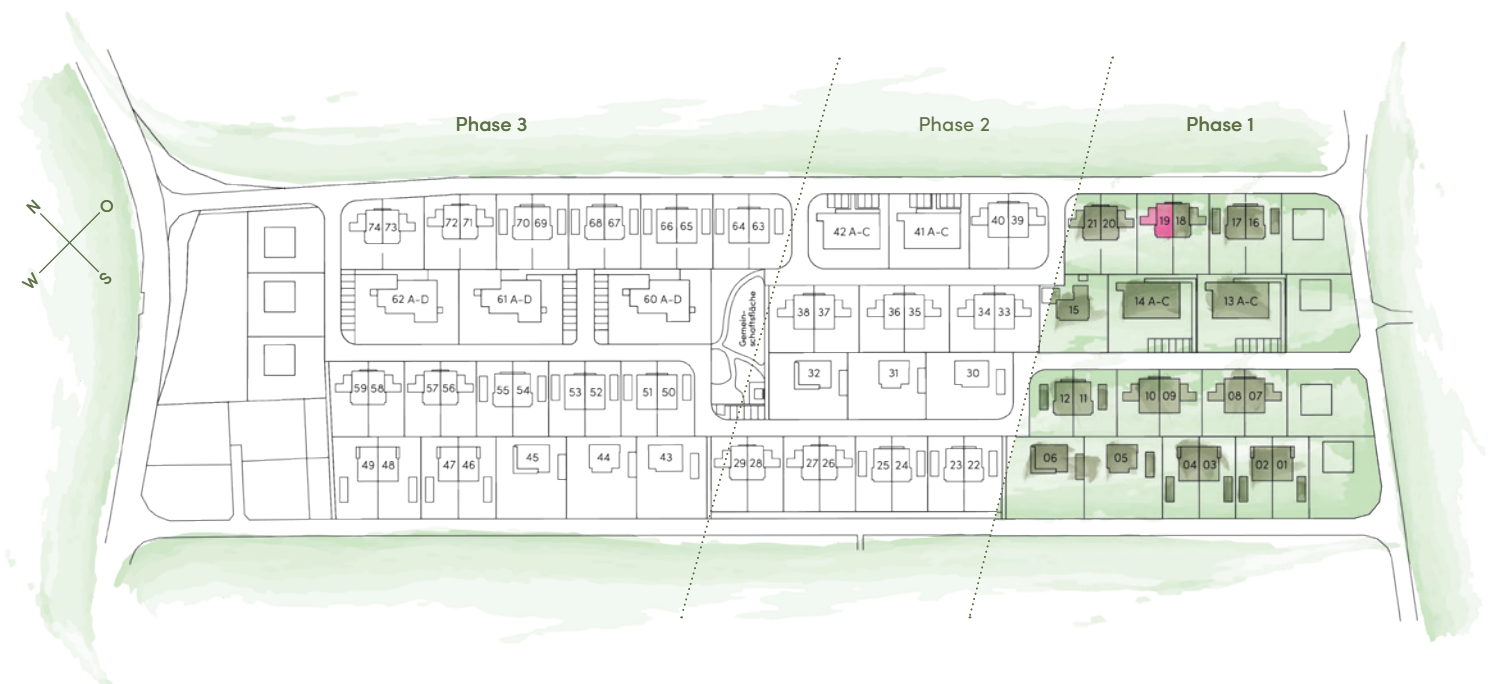 Phase 3
Phase 2
Phase 1
N
O
W
S
74 73
72 71
70 69
68 67
66 65
64 63
42 A-C
41 A-C
40 39
21 20
19 18
17 16
62 A-D
61 A-D
60 A-D
Gemein-
schaftsfläche
38 37
36 35
34 33
15
14 A-C
13 A-C
32
31
30
59 58
57 56
55 54
53 52
51 50
12 11
10 09
08 07
49 48
47 46
45
44
43
29 28
27 26
25 24
23 22
06
05
04 03
02 01